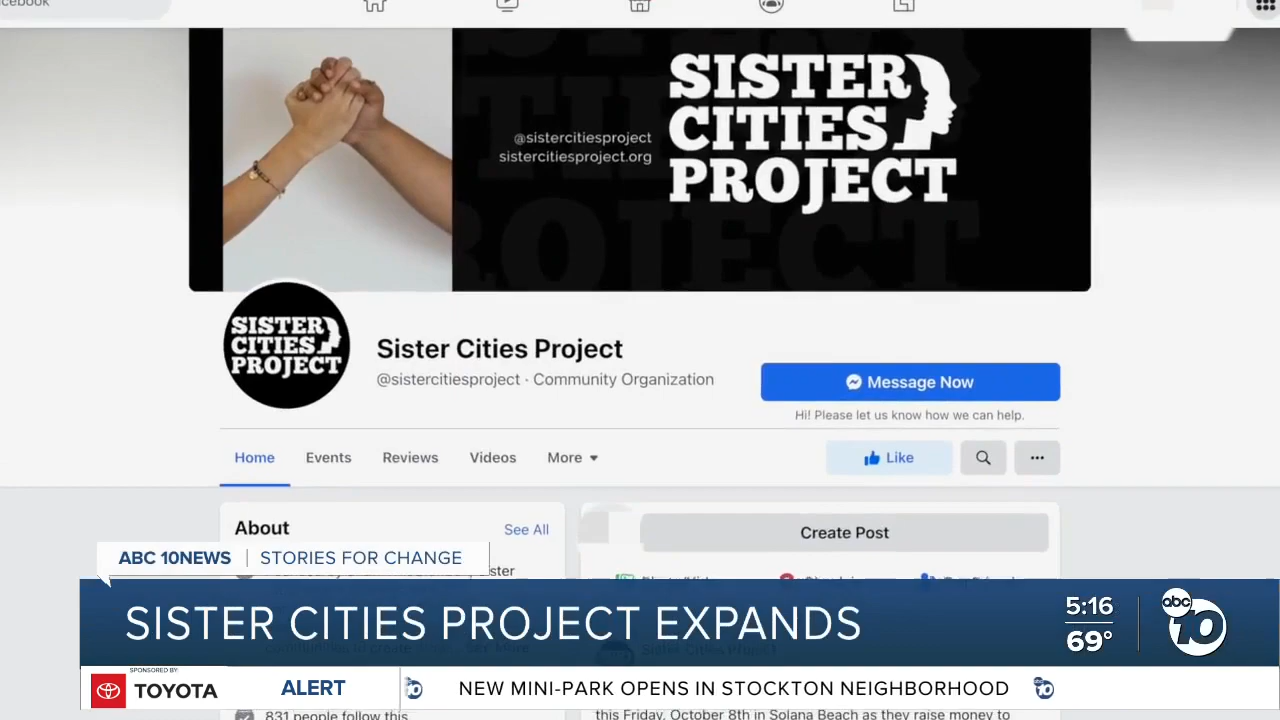 cebook
@sistercitiesproject
sistercitiesproject.org
SISTER
CITIES
PROJECT
SISTER
CITIES
PROJECT
Sister Cities Project
@sistercitiesproject · Community Organization
Message Now
Hi! Please let us know how we can help.
Home Events Reviews Videos More
Like
About
See All
Create Post
ABC 10NEWS | STORIES FOR CHANGE
SISTER CITIES PROJECT EXPANDS
5:16
69°
abc
10
Sister Cities Project
SPONSORED BY:
TOYOTA
ALERT
NEW MINI-PARK OPENS IN STOCKTON NEIGHBORHOOD
831 people follow this
this Friday, October 8th in Solana Beach as they raise money to